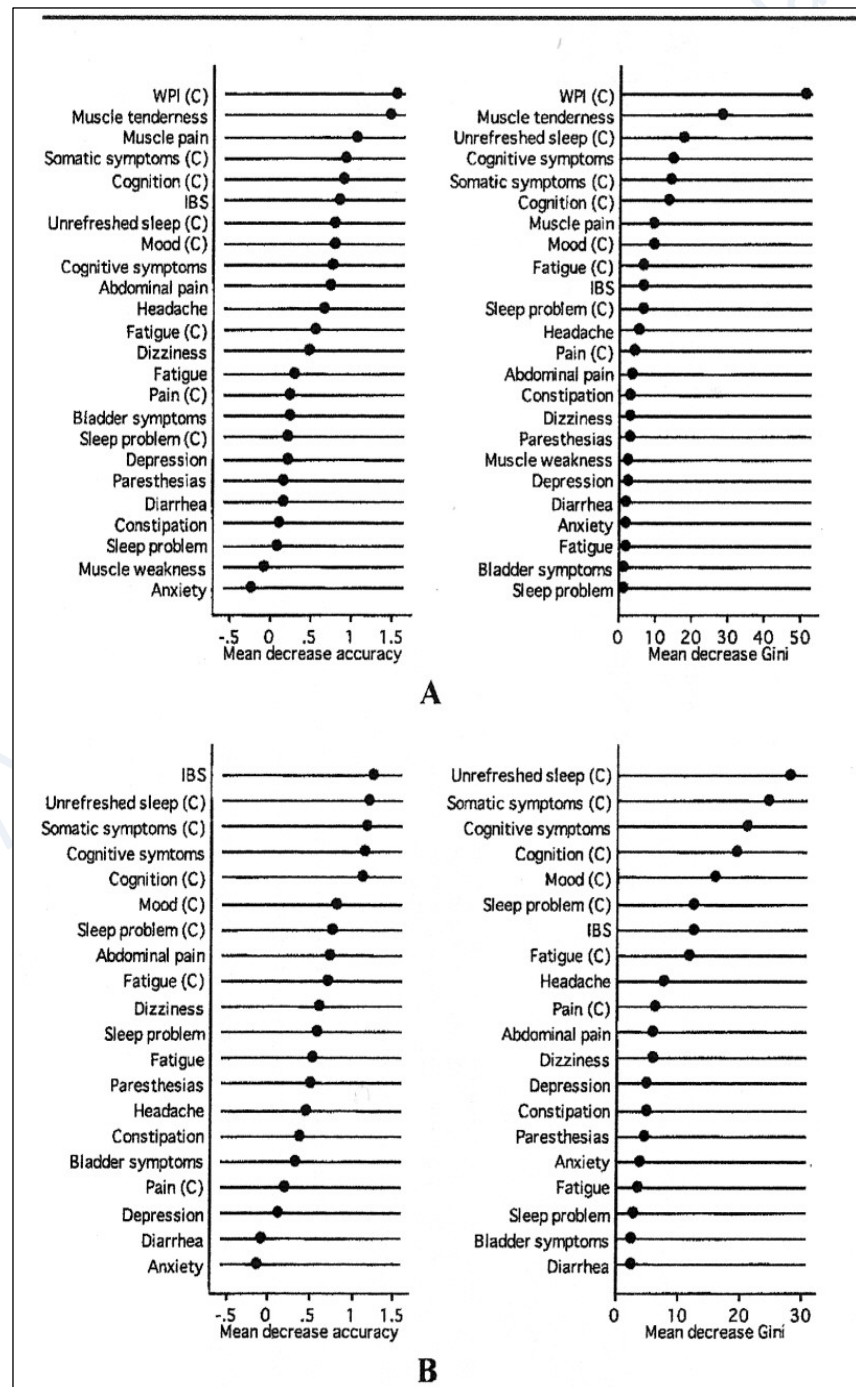 WPI (C)
Muscle tenderness
Muscle pain
Somatic symptoms (C)
Cognition (C)
IBS
Unrefreshed sleep (C)
Mood (C)
Cognitive symptoms
Abdominal pain
Headache
Fatigue (C)
Dizziness
Fatigue
Pain (C)
Bladder symptoms
Sleep problem (C)
Depression
Paresthesias
Diarrhea
Constipation
Sleep problem
Muscle weakness
Anxiety
-.5 0 .5 1 1.5
Mean decrease accuracy
WPI (C)
Muscle tenderness
Unrefreshed sleep (C)
Cognitive symptoms
Somatic symptoms (C)
Cognition (C)
Muscle pain
Mood (C)
Fatigue (C)
IBS
Sleep problem (C)
Headache
Pain (C)
Abdominal pain
Constipation
Dizziness
Paresthesias
Muscle weakness
Depression
Diarrhea
Anxiety
Fatigue
Bladder symptoms
Sleep problem
0 10 20 30 40 50
Mean decrease Gini
A
IBS
Unrefreshed sleep (C)
Somatic symptoms (C)
Cognitive symtoms
Cognition (C)
Mood (C)
Sleep problem (C)
Abdominal pain
Fatigue (C)
Dizziness
Sleep problem
Fatigue
Paresthesias
Headache
Constipation
Bladder symptoms
Pain (C)
Depression
Diarrhea
Anxiety
-.5 0 .5 1 1.5
Mean decrease accuracy
Unrefreshed sleep (C)
Somatic symptoms (C)
Cognitive symptoms
Cognition (C)
Mood (C)
Sleep problem (C)
IBS
Fatigue (C)
Headache
Pain (C)
Abdominal pain
Dizziness
Depression
Constipation
Paresthesias
Anxiety
Fatigue
Sleep problem
Bladder symptoms
Diarrhea
0 10 20 30
Mean decrease Gini
B